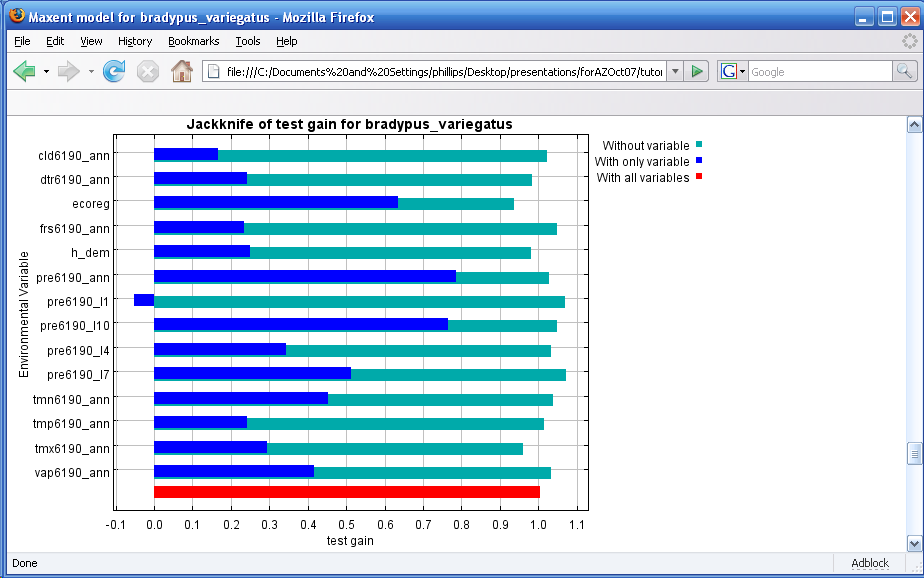 Maxent model for bradypus_variegatus - Mozilla Firefox
File Edit View History Bookmarks Tools Help
file:///C:/Documents%20and%20Settings/phillips/Desktop/presentations/forAZOct07/tutor
G Google
Jackknife of test gain for bradypus_variegatus
Without variable
With only variable
With all variables
Environmental Variable
cld6190_ann
dtr6190_ann
ecoreg
frs6190_ann
h_dem
pre6190_ann
pre6190_l1
pre6190_l10
pre6190_l4
pre6190_l7
tmn6190_ann
tmp6190_ann
tmx6190_ann
vap6190_ann
-0.1 0.0 0.1 0.2 0.3 0.4 0.5 0.6 0.7 0.8 0.9 1.0 1.1
test gain
Done Adblock